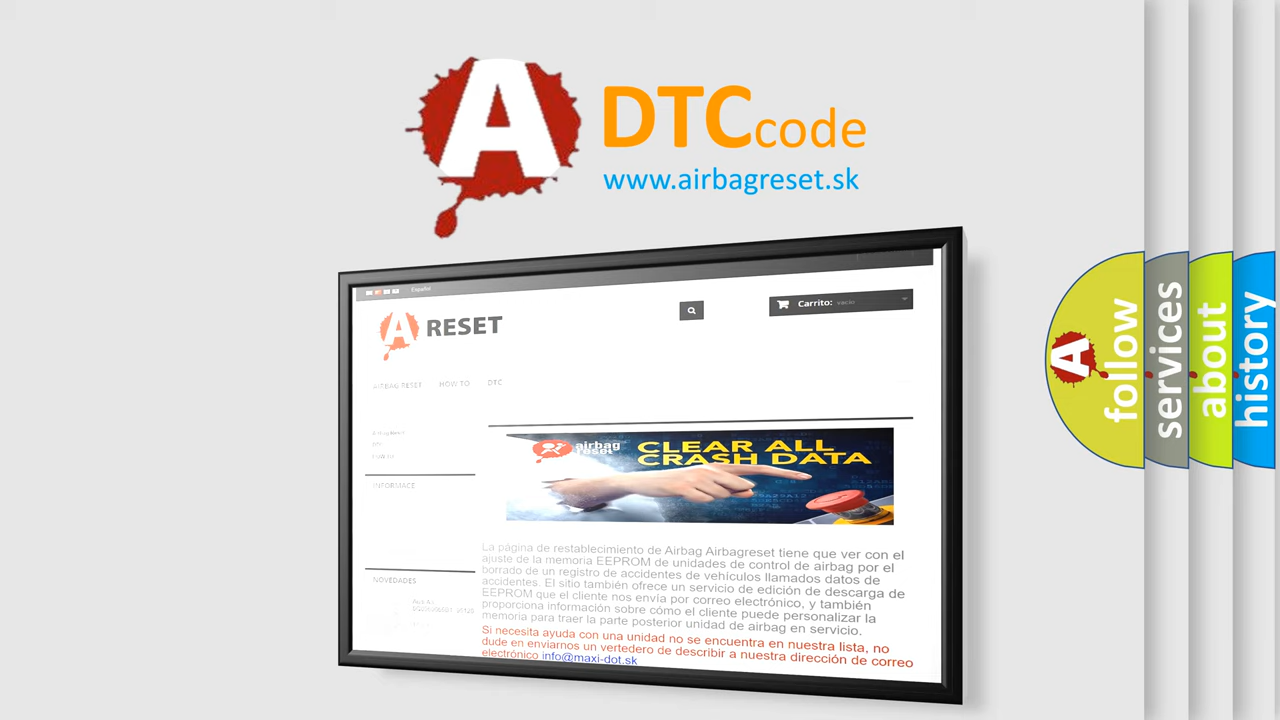 A
DTCcode
www.airbagreset.sk
Español
A RESET
Carrito: vacío
AIRBAG RESET HOW TO DTC
Airbag Reset
INFORMACE
airbag
reset
CLEAR ALL
CRASH DATA
La página de restablecimiento de Airbag Airbagreset tiene que ver con el
ajuste de la memoria EEPROM de unidades de control de airbag por el
borrado de un registro de accidentes de vehículos llamados datos de
accidentes. El sitio también ofrece un servicio de edición de descarga de
EEPROM que el cliente nos envía por correo electrónico, y también
proporciona información sobre cómo el cliente puede personalizar la
memoria para traer la parte posterior unidad de airbag en servicio.
Si necesita ayuda con una unidad no se encuentra en nuestra lista, no
dude en enviarnos un vertedero de describir a nuestra dirección de correo
electrónico info@maxi-dot.sk
NOVEDADES
A
follow
services
about
history